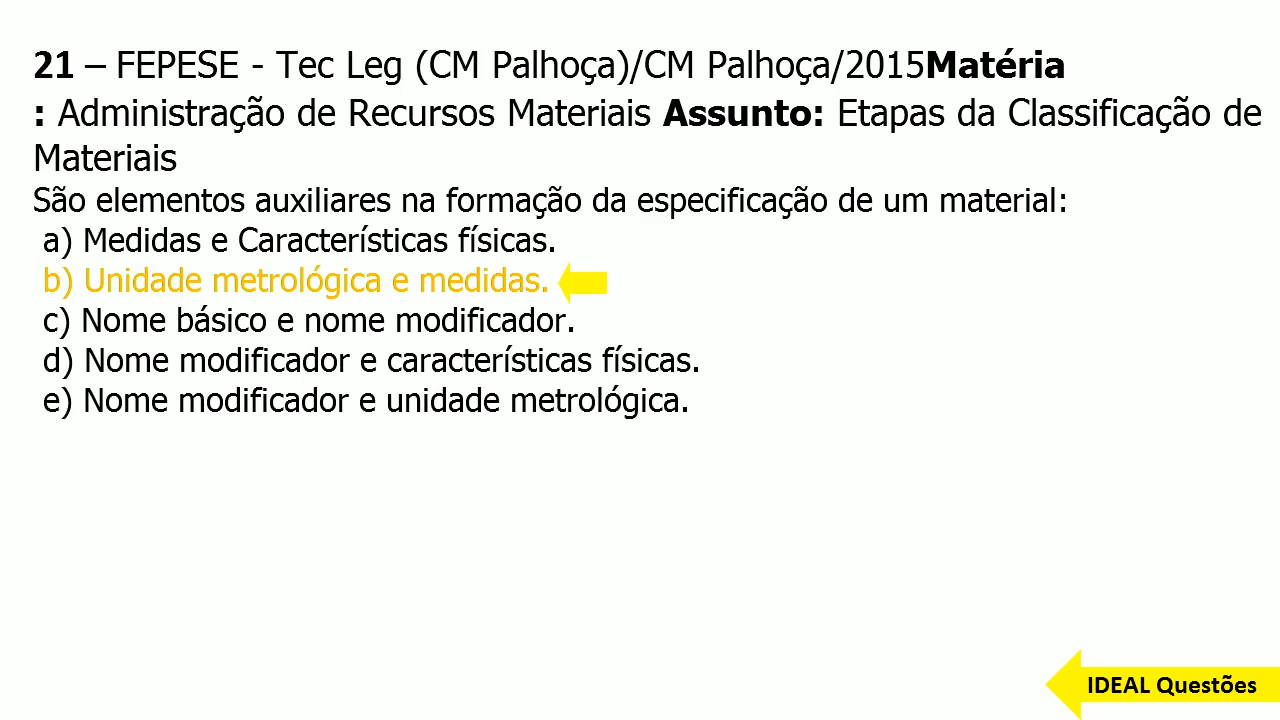 21 – FEPESE - Tec Leg (CM Palhoça)/CM Palhoça/2015Matéria
: Administração de Recursos Materiais Assunto: Etapas da Classificação de
Materiais
São elementos auxiliares na formação da especificação de um material:
a) Medidas e Características físicas.
b) Unidade metrológica e medidas.
c) Nome básico e nome modificador.
d) Nome modificador e características físicas.
e) Nome modificador e unidade metrológica.
IDEAL Questões